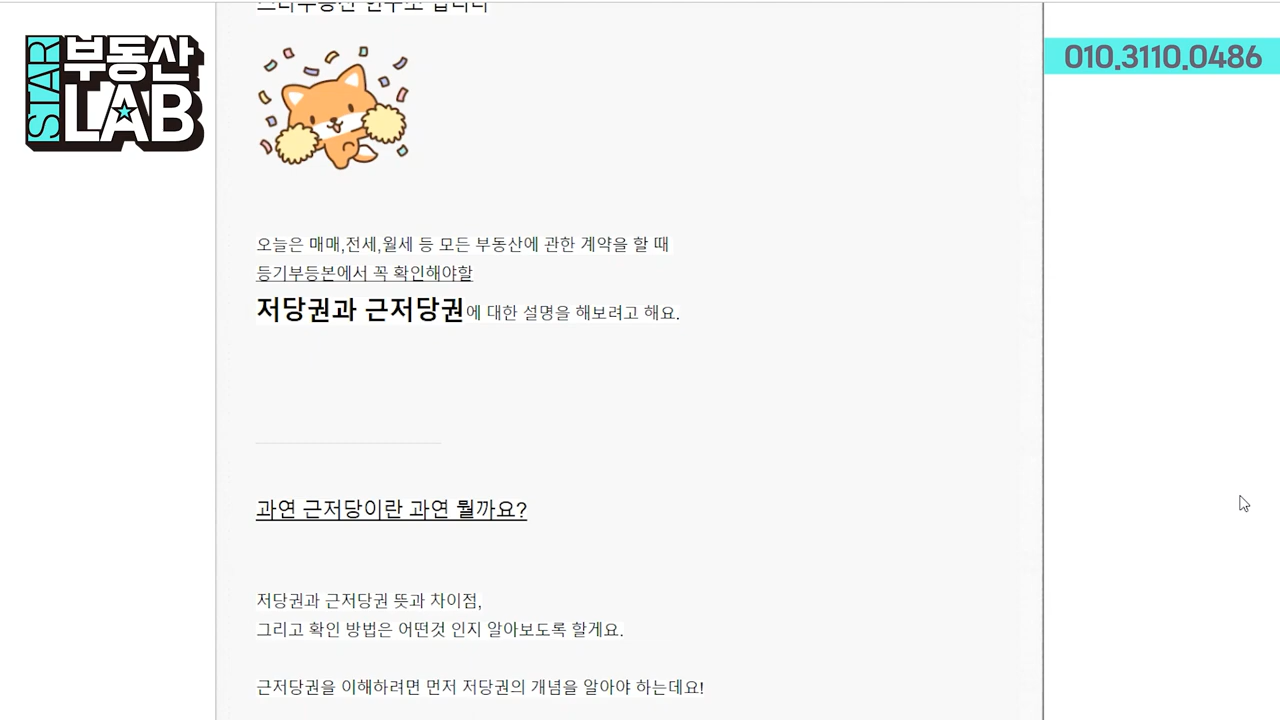 STAR
부동산
LAB
010.3110.0486
오늘은 매매,전세,월세 등 모든 부동산에 관한 계약을 할 때
등기부등본에서 꼭 확인해야할
저당권과 근저당권에 대한 설명을 해보려고 해요.
과연 근저당이란 과연 뭘까요?
저당권과 근저당권 뜻과 차이점,
그리고 확인 방법은 어떤것 인지 알아보도록 할게요.
근저당권을 이해하려면 먼저 저당권의 개념을 알아야 하는데요!